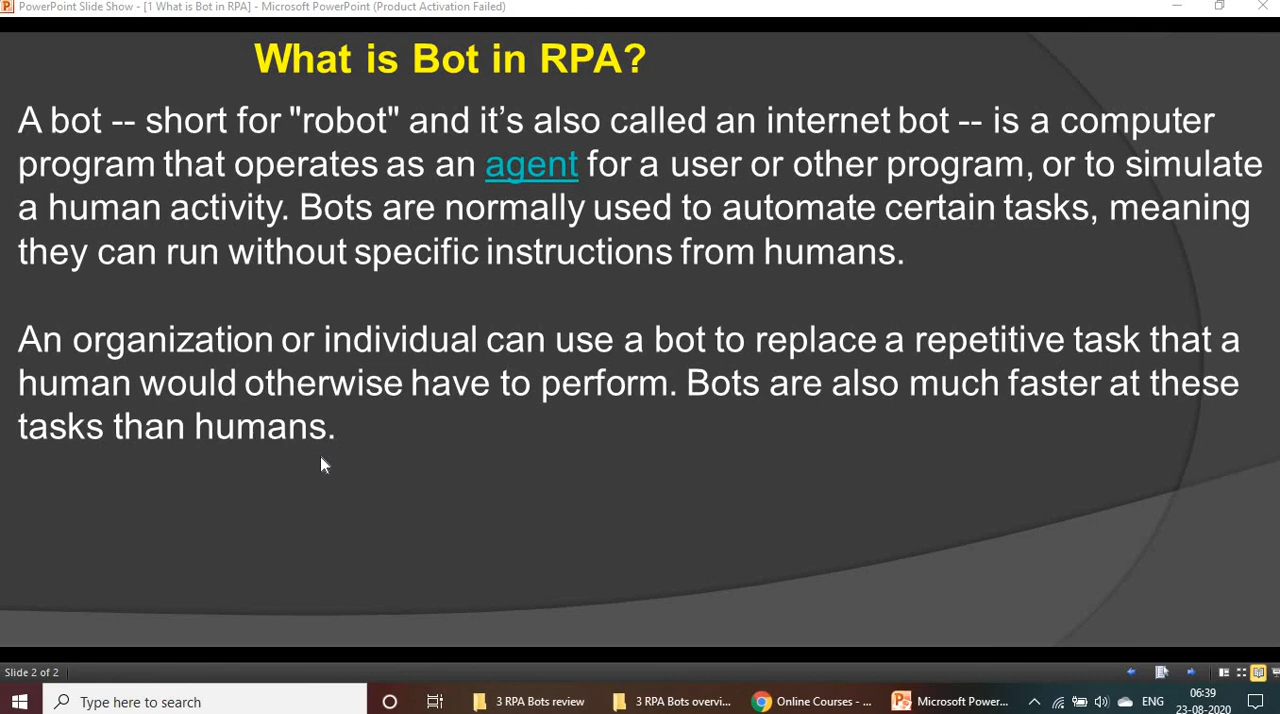 PowerPoint Slide Show - [1 What is Bot in RPA] - Microsoft PowerPoint (Product Activation Failed)
What is Bot in RPA?
A bot -- short for "robot" and it’s also called an internet bot -- is a computer
program that operates as an agent for a user or other program, or to simulate
a human activity. Bots are normally used to automate certain tasks, meaning
they can run without specific instructions from humans.
An organization or individual can use a bot to replace a repetitive task that a
human would otherwise have to perform. Bots are also much faster at these
tasks than humans.
Slide 2 of 2
Type here to search
3 RPA Bots review
3 RPA Bots overvi...
Online Courses - ...
Microsoft Power...
ENG
06:39
23-08-2020